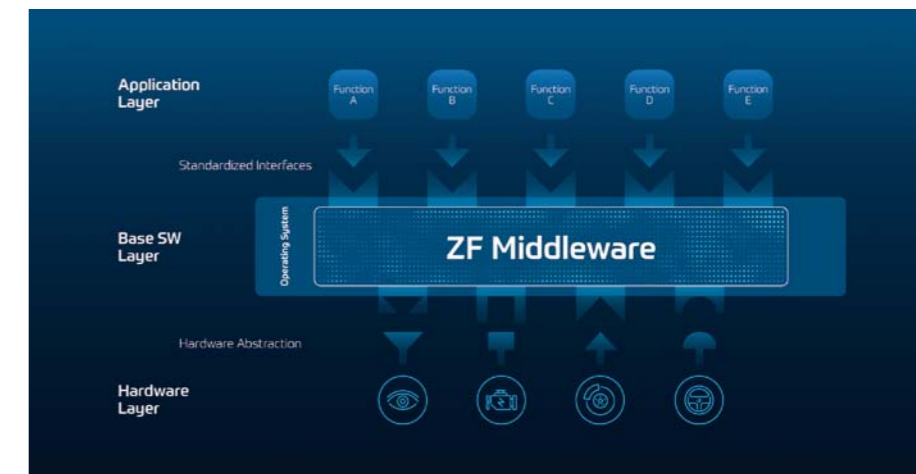 Application
Layer
Function
A
Function
B
Function
C
Function
D
Function
E
Standardized Interfaces
Base SW
Layer
Operating System
ZF Middleware
Hardware Abstraction
Hardware
Layer